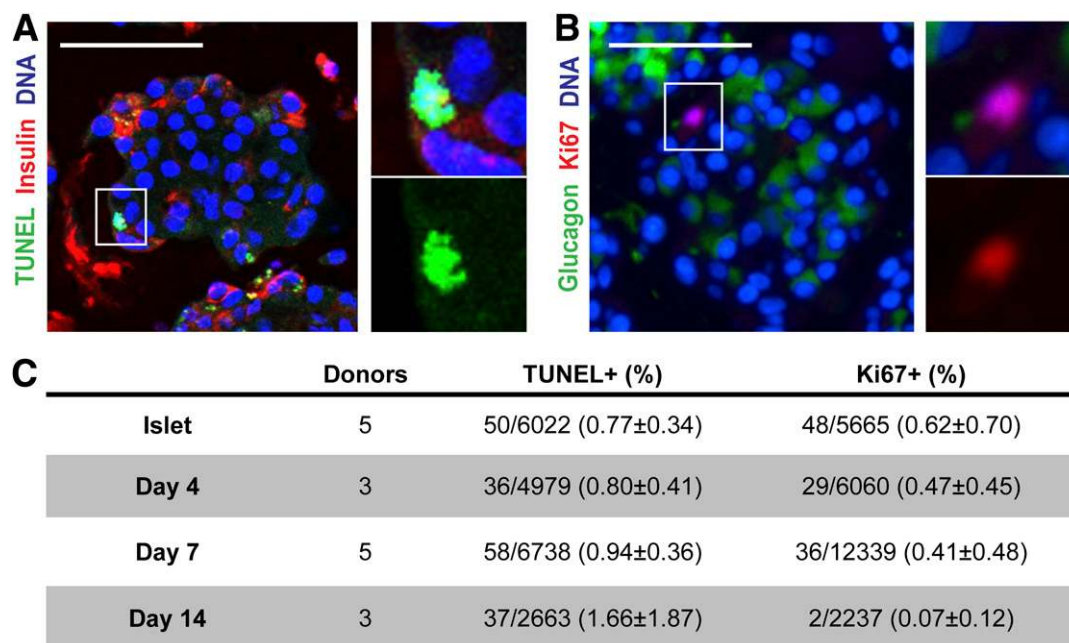 A
TUNEL Insulin DNA
B
Glucagon Ki67 DNA
C
Donors TUNEL+ (%) Ki67+ (%)
Islet 5 50/6022 (0.77±0.34) 48/5665 (0.62±0.70)
Day 4 3 36/4979 (0.80±0.41) 29/6060 (0.47±0.45)
Day 7 5 58/6738 (0.94±0.36) 36/12339 (0.41±0.48)
Day 14 3 37/2663 (1.66±1.87) 2/2237 (0.07±0.12)